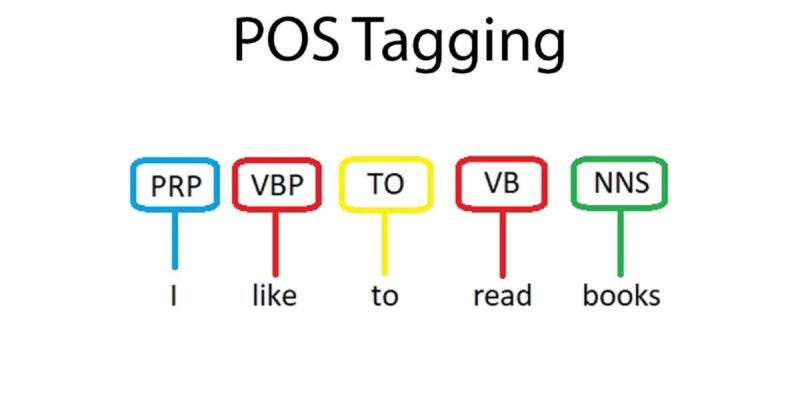 POS Tagging
PRP VBP TO VB NNS
I like to read books